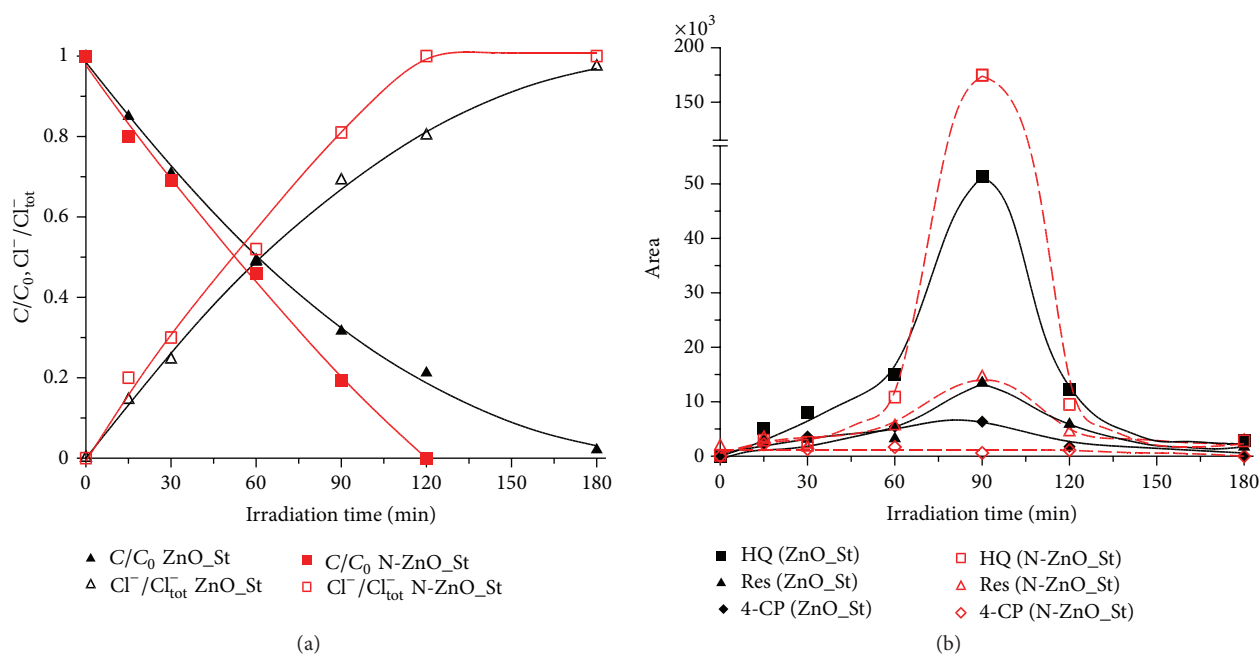 1
0.8
0.6
0.4
0.2
0
C/C₀, Cl⁻/Cl⁻tot
0 30 60 90 120 150 180
Irradiation time (min)
C/C₀ ZnO_St
Cl⁻/Cl⁻tot ZnO_St
C/C₀ N-ZnO_St
Cl⁻/Cl⁻tot N-ZnO_St
(a)
×10³
200
150
50
40
30
20
10
0
Area
0 30 60 90 120 150 180
Irradiation time (min)
HQ (ZnO_St)
Res (ZnO_St)
4-CP (ZnO_St)
HQ (N-ZnO_St)
Res (N-ZnO_St)
4-CP (N-ZnO_St)
(b)